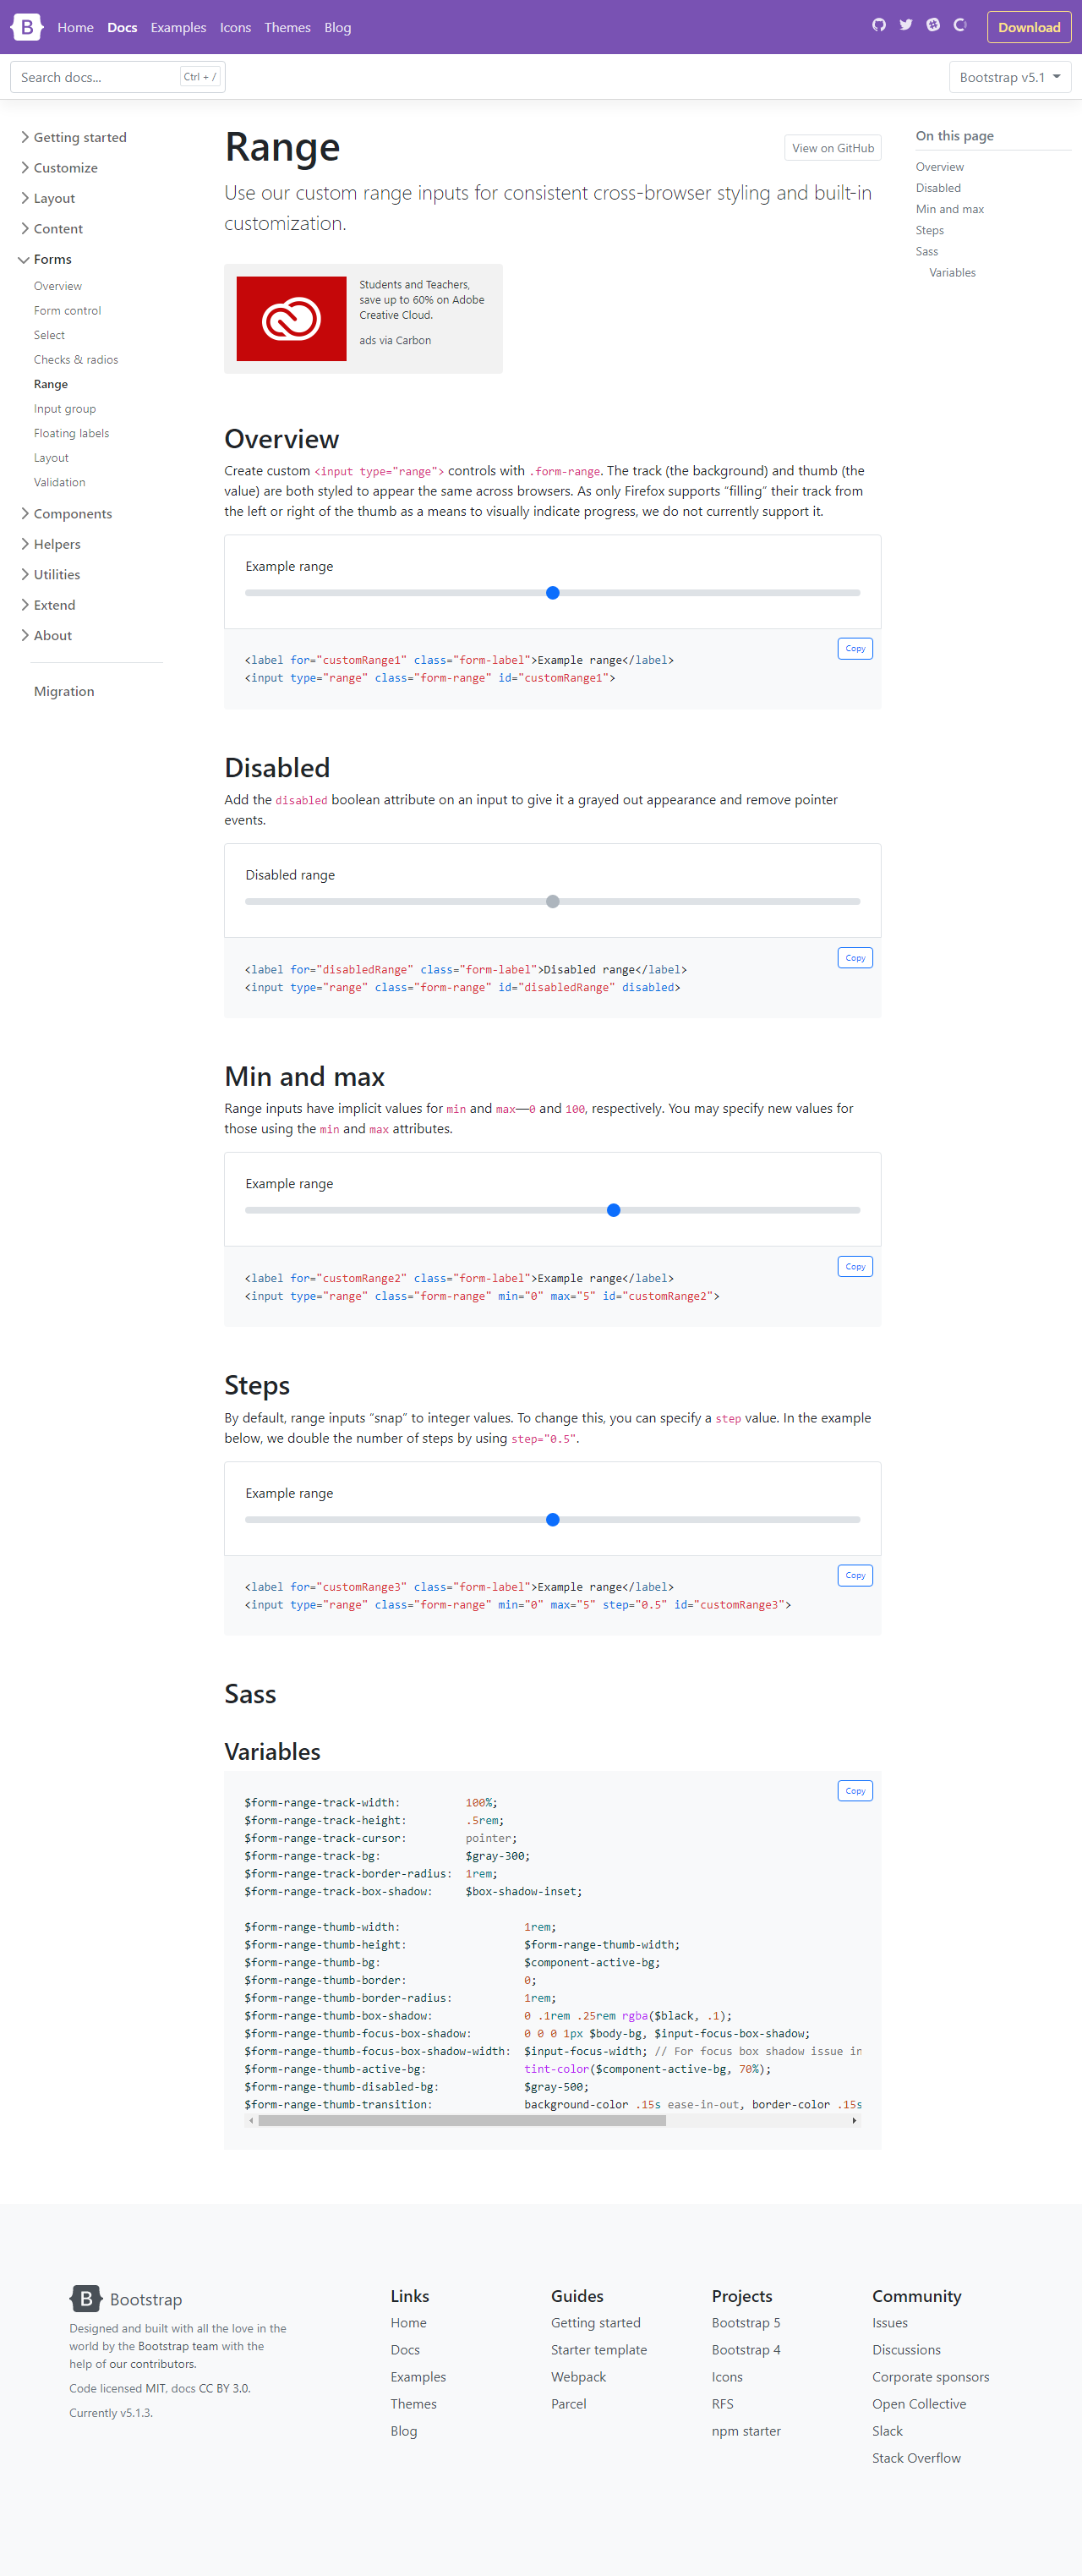 B Home Docs Examples Icons Themes Blog Download
Search docs... Ctrl + / Bootstrap v5.1
Getting started
Customize
Layout
Content
Forms
Overview
Form control
Select
Checks & radios
Range
Input group
Floating labels
Layout
Validation
Components
Helpers
Utilities
Extend
About
Migration
Range
View on GitHub
Use our custom range inputs for consistent cross-browser styling and built-in
customization.
Students and Teachers,
save up to 60% on Adobe
Creative Cloud.
ads via Carbon
On this page
Overview
Disabled
Min and max
Steps
Sass
Variables
Overview
Create custom <input type="range"> controls with .form-range. The track (the background) and thumb (the
value) are both styled to appear the same across browsers. As only Firefox supports “filling” their track from
the left or right of the thumb as a means to visually indicate progress, we do not currently support it.
Example range
Copy
<label for="customRange1" class="form-label">Example range</label>
<input type="range" class="form-range" id="customRange1">
Disabled
Add the disabled boolean attribute on an input to give it a grayed out appearance and remove pointer
events.
Disabled range
Copy
<label for="disabledRange" class="form-label">Disabled range</label>
<input type="range" class="form-range" id="disabledRange" disabled>
Min and max
Range inputs have implicit values for min and max—0 and 100, respectively. You may specify new values for
those using the min and max attributes.
Example range
Copy
<label for="customRange2" class="form-label">Example range</label>
<input type="range" class="form-range" min="0" max="5" id="customRange2">
Steps
By default, range inputs “snap” to integer values. To change this, you can specify a step value. In the example
below, we double the number of steps by using step="0.5".
Example range
Copy
<label for="customRange3" class="form-label">Example range</label>
<input type="range" class="form-range" min="0" max="5" step="0.5" id="customRange3">
Sass
Variables
Copy
$form-range-track-width: 100%;
$form-range-track-height: .5rem;
$form-range-track-cursor: pointer;
$form-range-track-bg: $gray-300;
$form-range-track-border-radius: 1rem;
$form-range-track-box-shadow: $box-shadow-inset;
$form-range-thumb-width: 1rem;
$form-range-thumb-height: $form-range-thumb-width;
$form-range-thumb-bg: $component-active-bg;
$form-range-thumb-border: 0;
$form-range-thumb-border-radius: 1rem;
$form-range-thumb-box-shadow: 0 .1rem .25rem rgba($black, .1);
$form-range-thumb-focus-box-shadow: 0 0 0 1px $body-bg, $input-focus-box-shadow;
$form-range-thumb-focus-box-shadow-width: $input-focus-width; // For focus box shadow issue in
$form-range-thumb-active-bg: tint-color($component-active-bg, 70%);
$form-range-thumb-disabled-bg: $gray-500;
$form-range-thumb-transition: background-color .15s ease-in-out, border-color .15s
B Bootstrap
Designed and built with all the love in the
world by the Bootstrap team with the
help of our contributors.
Code licensed MIT, docs CC BY 3.0.
Currently v5.1.3.
Links
Home
Docs
Examples
Themes
Blog
Guides
Getting started
Starter template
Webpack
Parcel
Projects
Bootstrap 5
Bootstrap 4
Icons
RFS
npm starter
Community
Issues
Discussions
Corporate sponsors
Open Collective
Slack
Stack Overflow